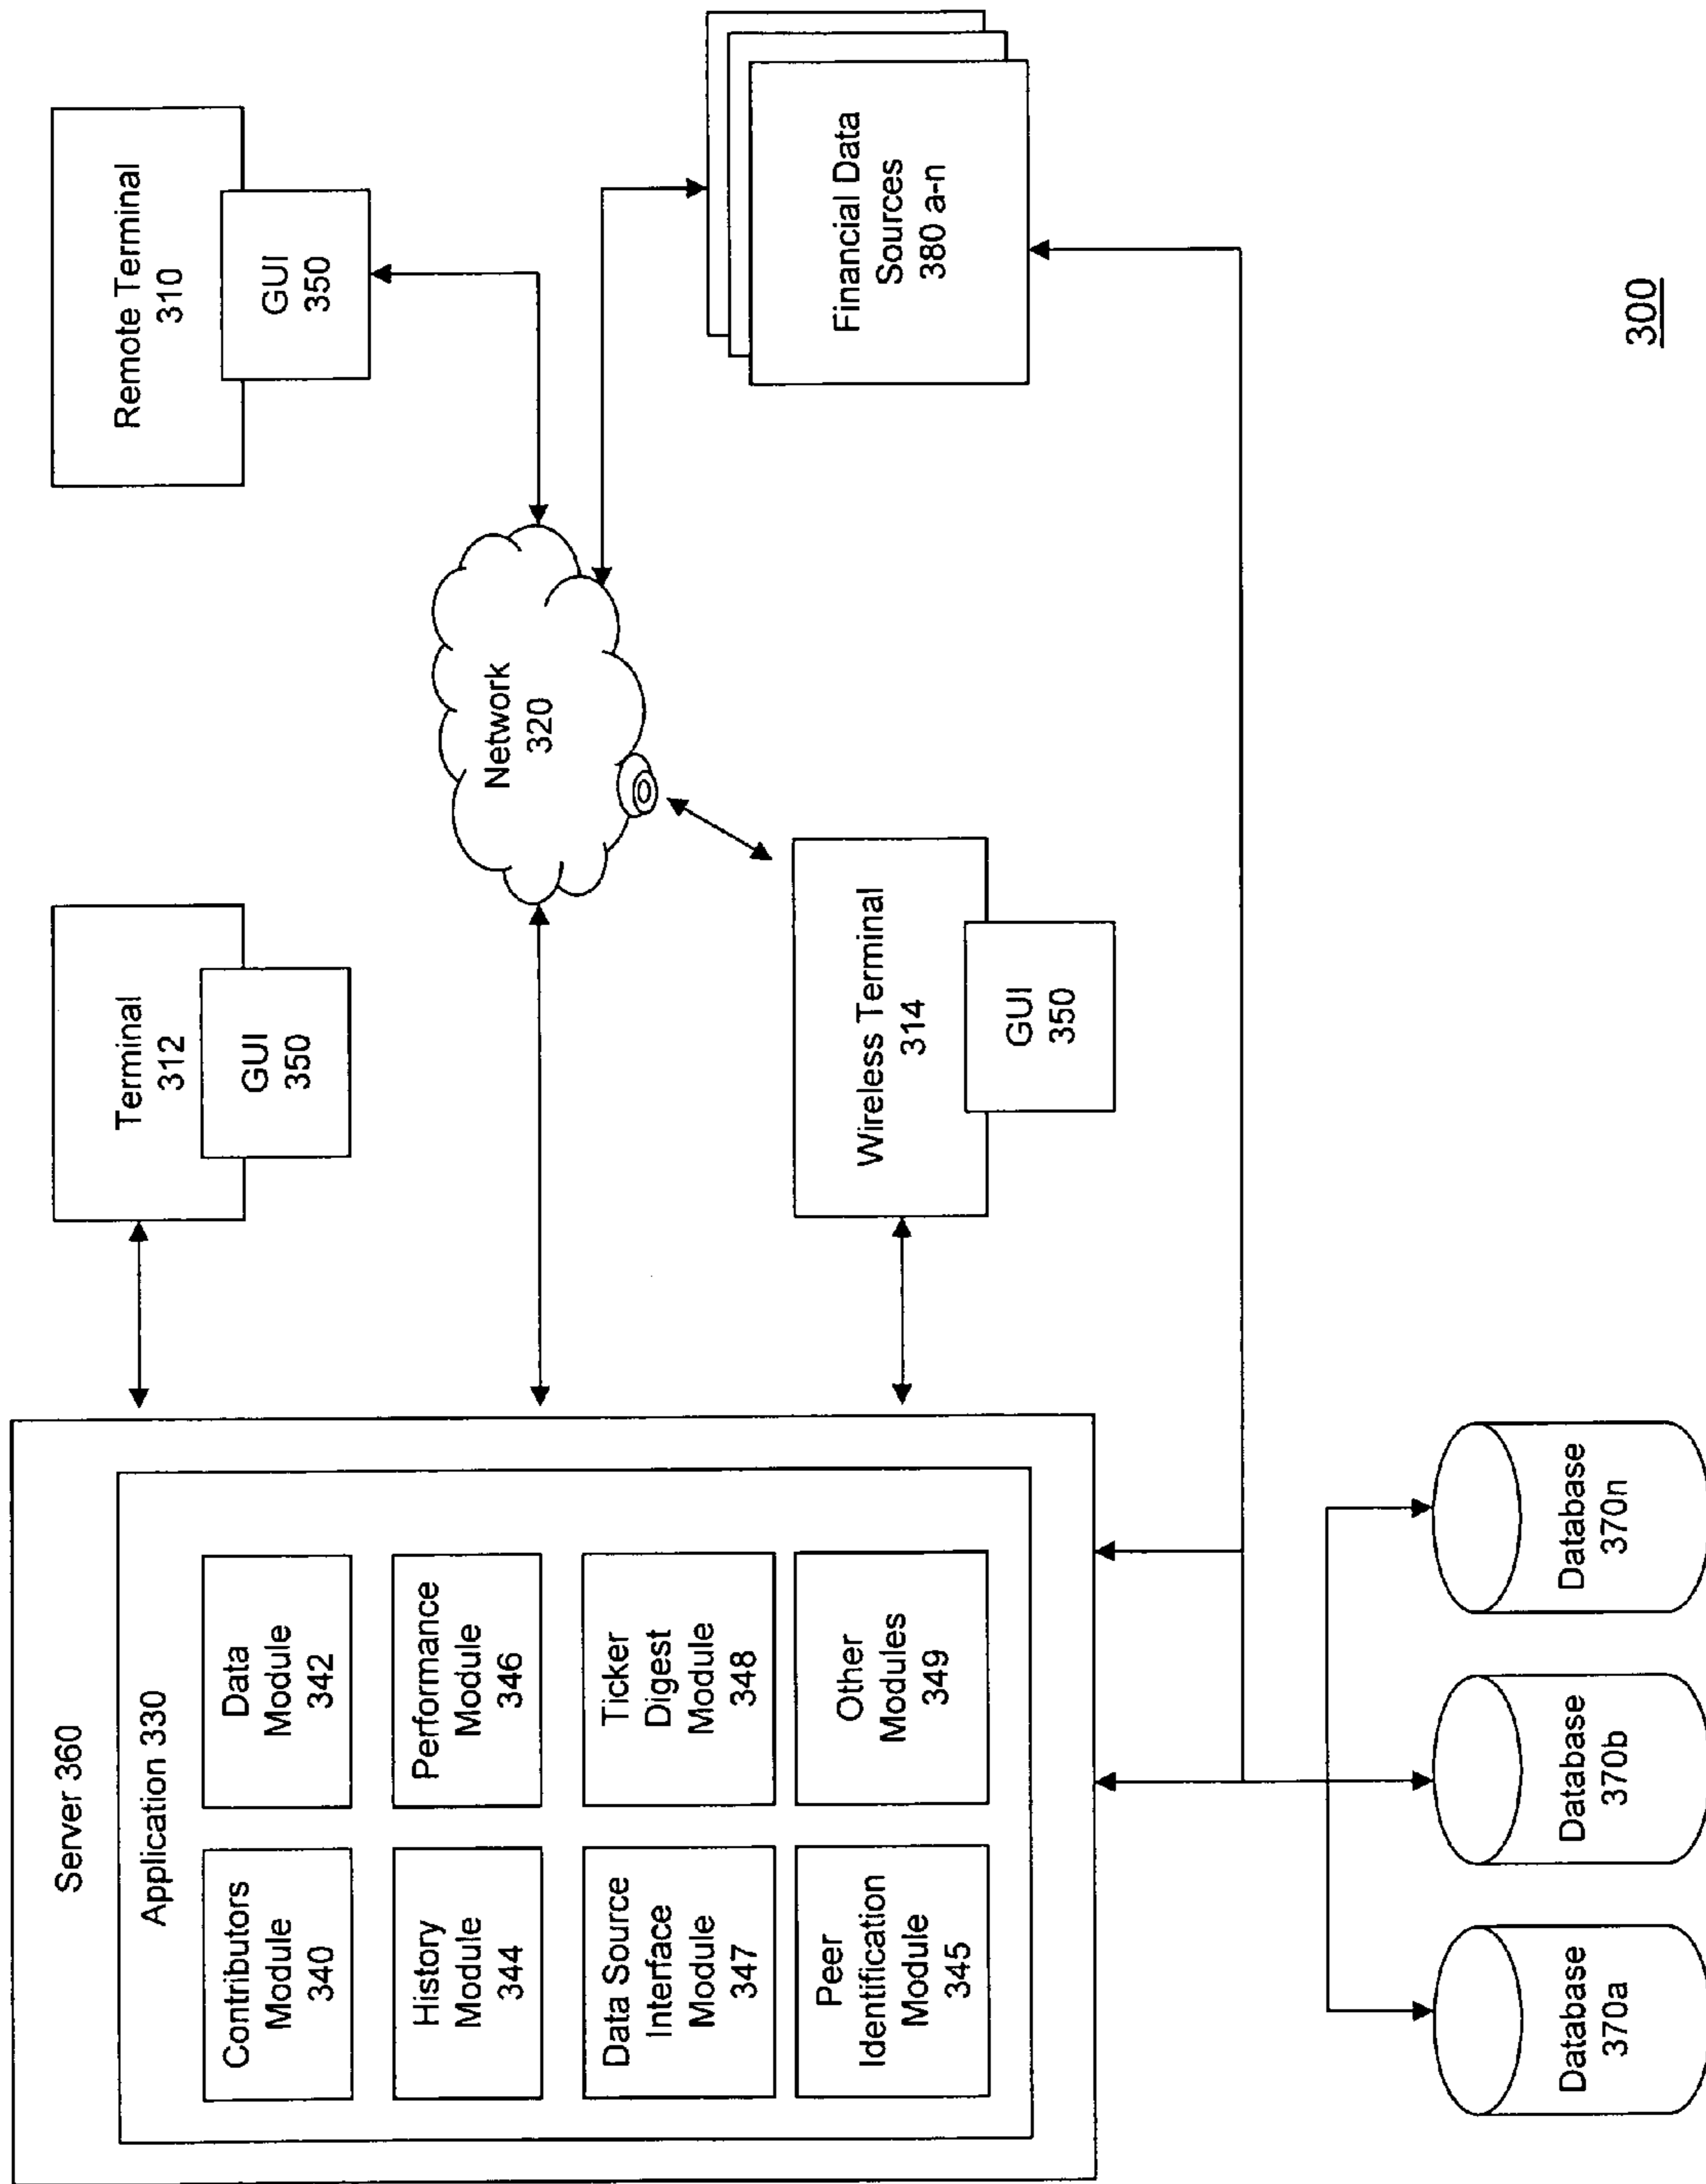 Server 360
Application 330
Contributors
Module
340
Data
Module
342
History
Module
344
Performance
Module
346
Data Source
Interface
Module
347
Ticker
Digest
Module
348
Peer
Identification
Module
345
Other
Modules
349
Terminal
312
GUI
350
Remote Terminal
310
GUI
350
Network
320
Wireless Terminal
314
GUI
350
Financial Data
Sources
380 a-n
Database
370a
Database
370b
Database
370n
300